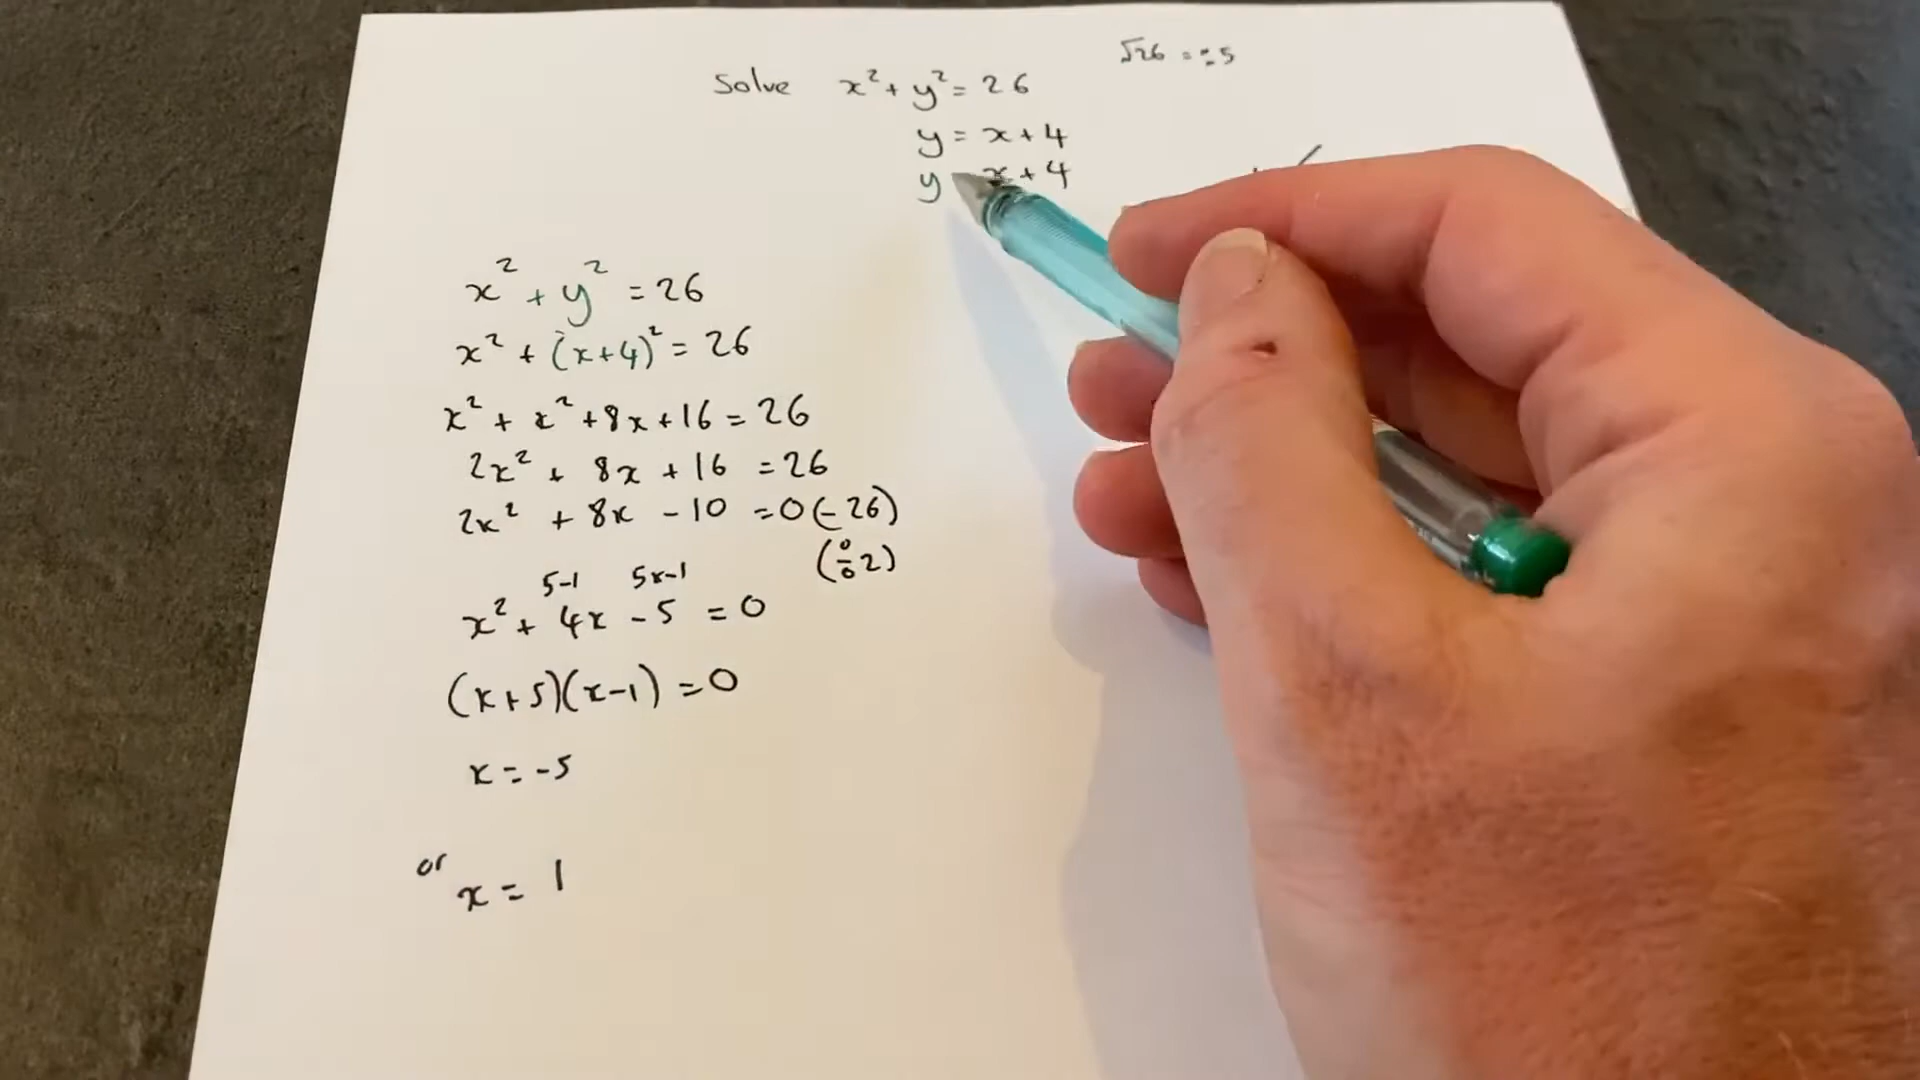 Solve x² + y² = 26
√26 = ± 5
y = x + 4
y x + 4
x² + y² = 26
x² + (x+4)² = 26
x² + x² + 8x + 16 = 26
2x² + 8x + 16 = 26
2x² + 8x - 10 = 0 (- 26)
(÷ 2)
5-1 5x-1
x² + 4x - 5 = 0
(x+5)(x-1) = 0
x = -5
or
x = 1